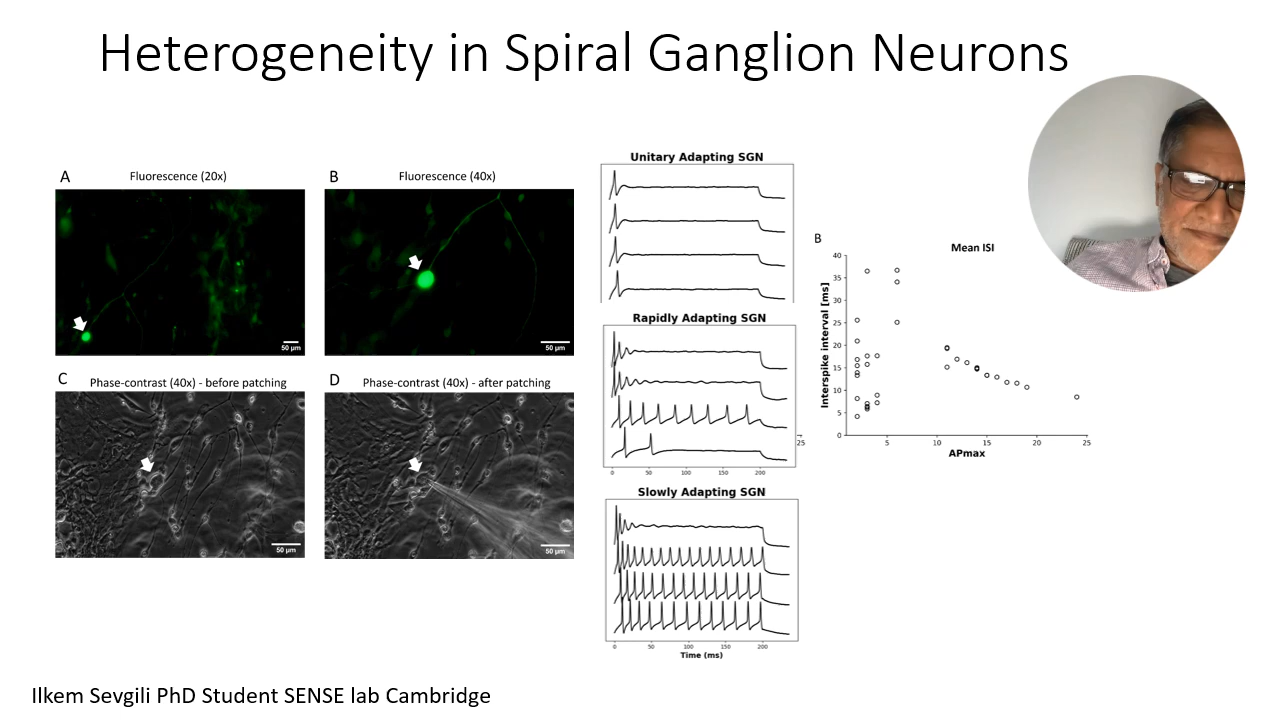 Heterogeneity in Spiral Ganglion Neurons
A Fluorescence (20x)
50 µm
B Fluorescence (40x)
50 µm
C Phase-contrast (40x) - before patching
50 µm
D Phase-contrast (40x) - after patching
50 µm
Unitary Adapting SGN
Rapidly Adapting SGN
0 50 100 150 200
Slowly Adapting SGN
0 50 100 150 200
Time (ms)
25
B
Mean ISI
Interspike interval [ms]
40
35
30
25
20
15
10
5
0
5 10 15 20 25
APmax
Ilkem Sevgili PhD Student SENSE lab Cambridge